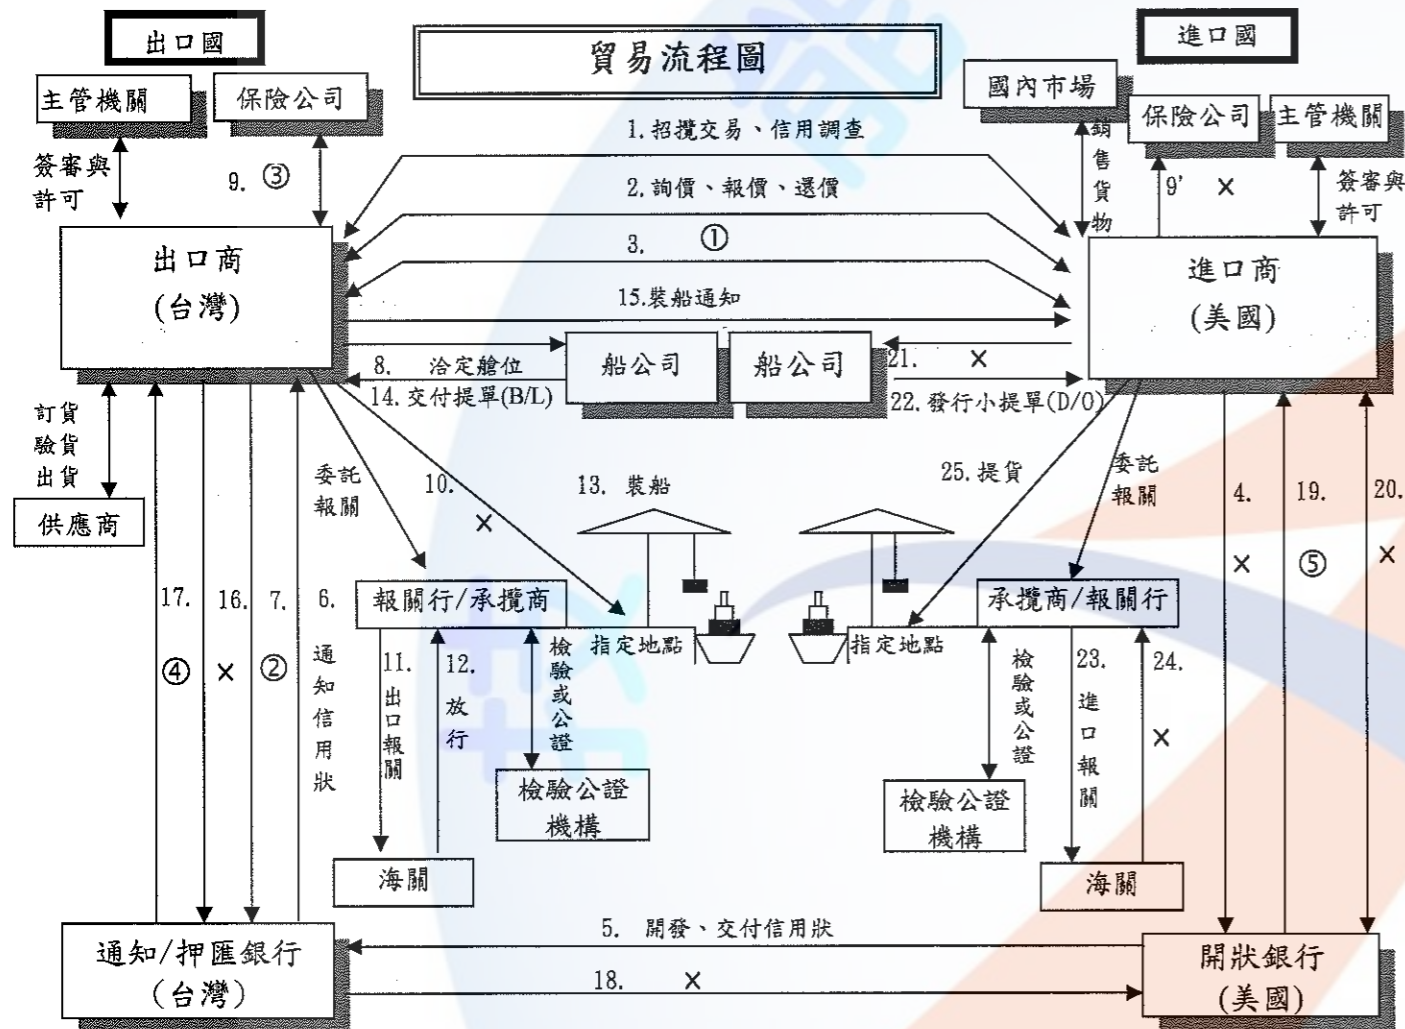 出口國
貿易流程圖
進口國
主管機關
保險公司
國內市場
保險公司
主管機關
簽審與
許可
9. ③
1.招攬交易、信用調查
2.詢價、報價、還價
3. ①
15.裝船通知
銷售貨物
9' ×
簽審與
許可
出口商
(台灣)
進口商
(美國)
8. 洽定艙位
14.交付提單(B/L)
船公司
船公司
21. ×
22.發行小提單(D/O)
訂貨
驗貨
出貨
供應商
委託
報關
10.
×
13. 裝船
25.提貨
委託
報關
4.
×
19.
⑤
20.
×
17.
④
16.
×
7.
②
6.
通知信用狀
報關行/承攬商
指定地點
指定地點
承攬商/報關行
11.
出口報關
12.
放行
檢驗或公證
檢驗或公證
23.
進口報關
24.
×
檢驗公證
機構
檢驗公證
機構
海關
海關
5. 開發、交付信用狀
18. ×
通知/押匯銀行
(台灣)
開狀銀行
(美國)